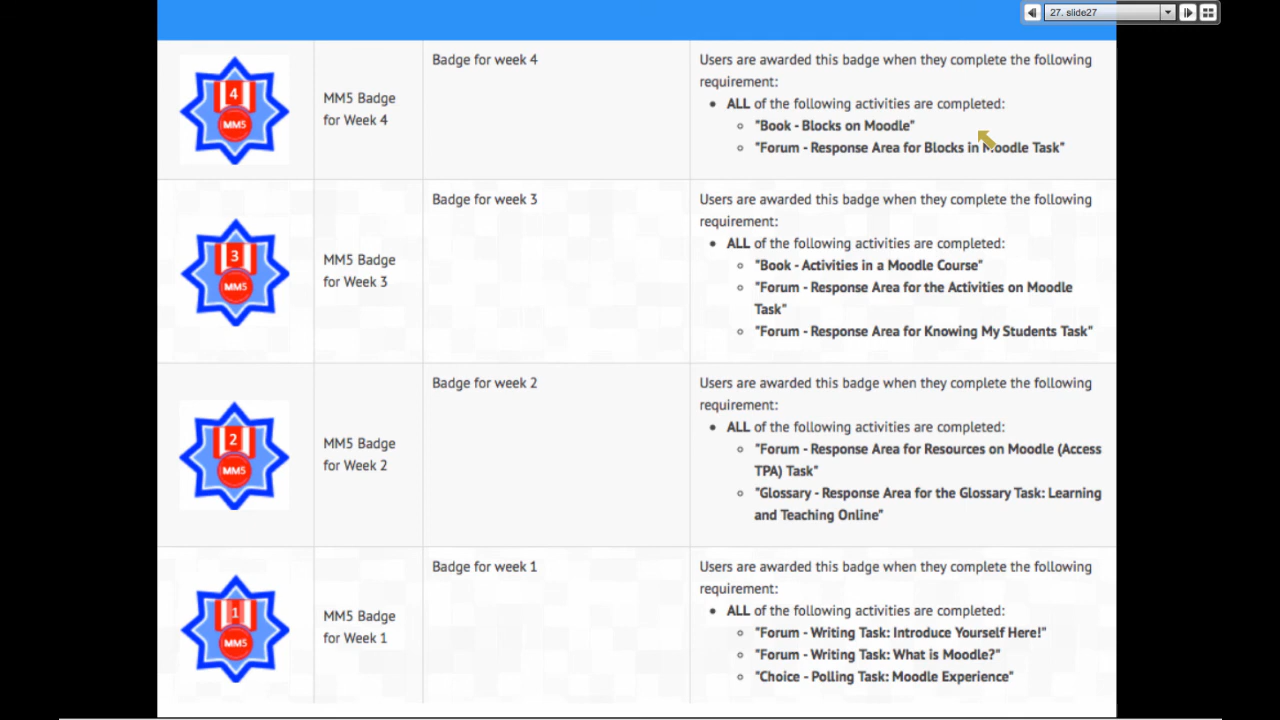 27. slide27
4
MM5
MM5 Badge
for Week 4
Badge for week 4
Users are awarded this badge when they complete the following
requirement:
ALL of the following activities are completed:
"Book - Blocks on Moodle"
"Forum - Response Area for Blocks in Moodle Task"
3
MM5
MM5 Badge
for Week 3
Badge for week 3
Users are awarded this badge when they complete the following
requirement:
ALL of the following activities are completed:
"Book - Activities in a Moodle Course"
"Forum - Response Area for the Activities on Moodle
Task"
"Forum - Response Area for Knowing My Students Task"
2
MM5
MM5 Badge
for Week 2
Badge for week 2
Users are awarded this badge when they complete the following
requirement:
ALL of the following activities are completed:
"Forum - Response Area for Resources on Moodle (Access
TPA) Task"
"Glossary - Response Area for the Glossary Task: Learning
and Teaching Online"
1
MM5
MM5 Badge
for Week 1
Badge for week 1
Users are awarded this badge when they complete the following
requirement:
ALL of the following activities are completed:
"Forum - Writing Task: Introduce Yourself Here!"
"Forum - Writing Task: What is Moodle?"
"Choice - Polling Task: Moodle Experience"